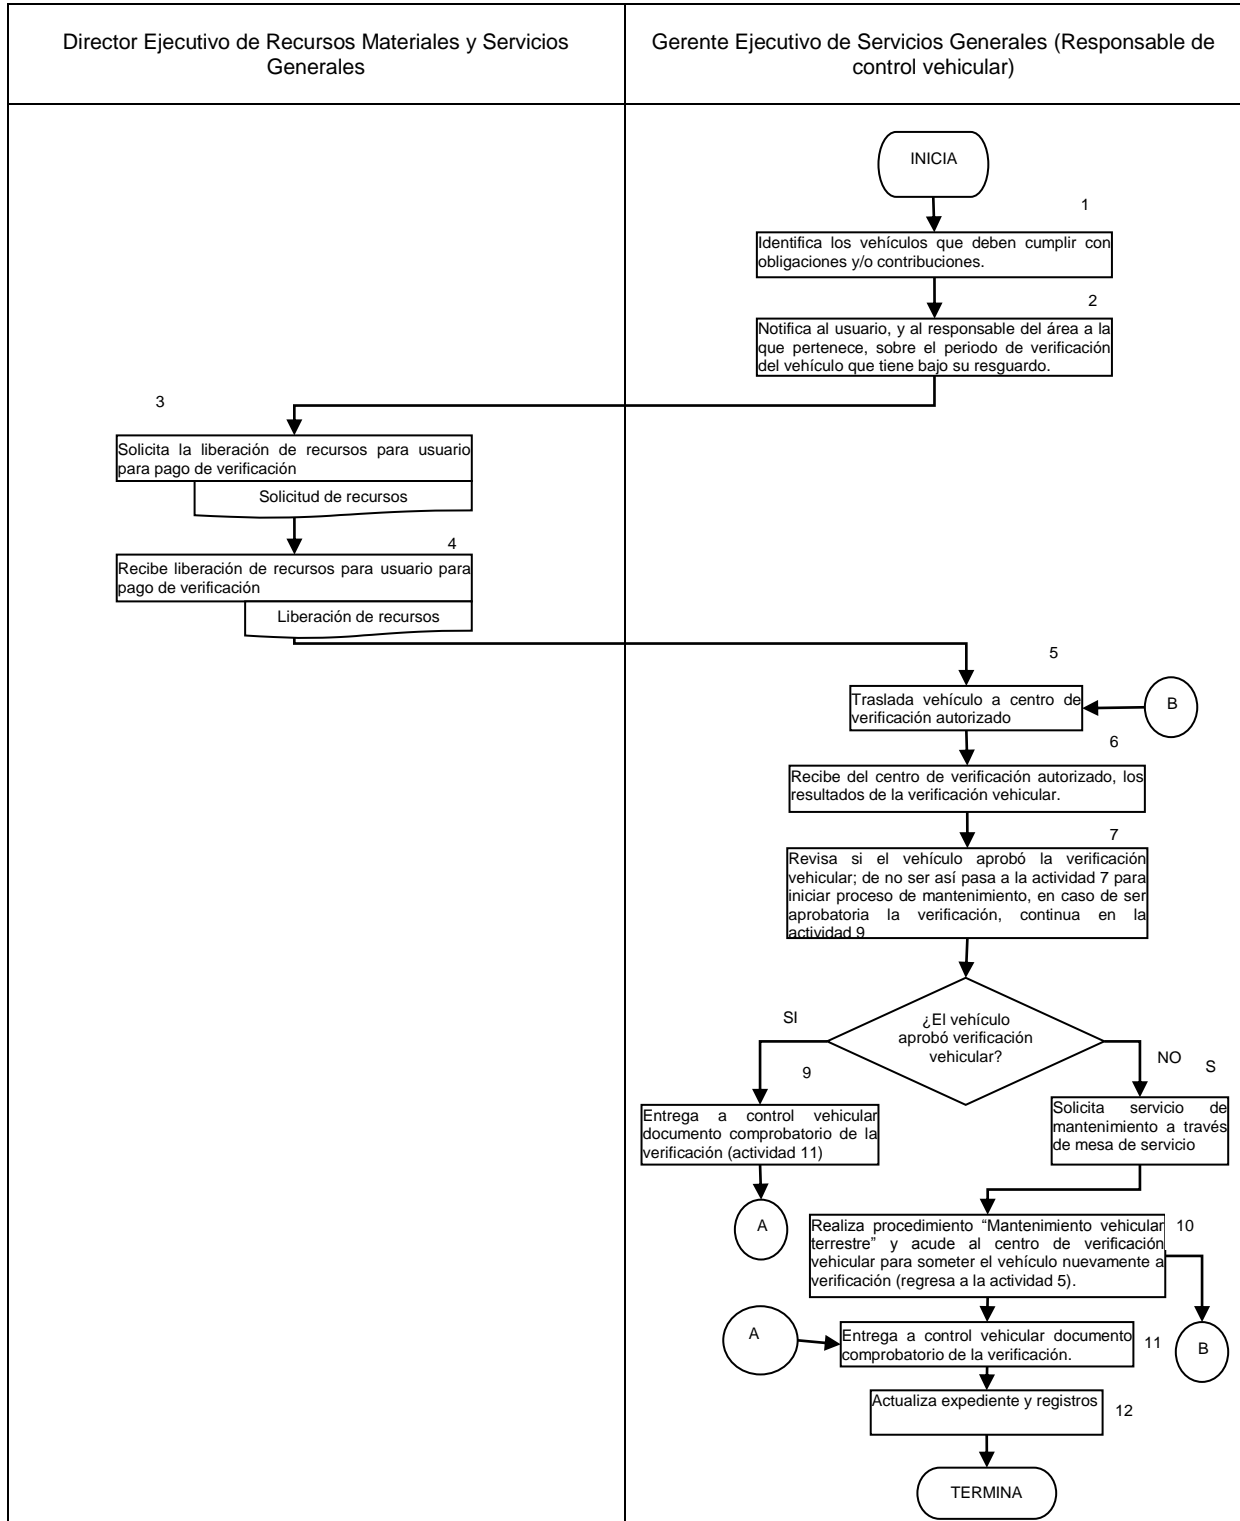 Director Ejecutivo de Recursos Materiales y Servicios
Generales
Gerente Ejecutivo de Servicios Generales (Responsable de
control vehicular)
INICIA
1
Identifica los vehículos que deben cumplir con
obligaciones y/o contribuciones.
2
Notifica al usuario, y al responsable del área a la
que pertenece, sobre el periodo de verificación
del vehículo que tiene bajo su resguardo.
3
Solicita la liberación de recursos para usuario
para pago de verificación
Solicitud de recursos
4
Recibe liberación de recursos para usuario para
pago de verificación
Liberación de recursos
5
Traslada vehículo a centro de
verificación autorizado
B
6
Recibe del centro de verificación autorizado, los
resultados de la verificación vehicular.
7
Revisa si el vehículo aprobó la verificación
vehicular; de no ser así pasa a la actividad 7 para
iniciar proceso de mantenimiento, en caso de ser
aprobatoria la verificación, continua en la
actividad 9
¿El vehículo
aprobó verificación
vehicular?
SI
NO
S
9
Entrega a control vehicular
documento comprobatorio de la
verificación (actividad 11)
Solicita servicio de
mantenimiento a través
de mesa de servicio
A
Realiza procedimiento “Mantenimiento vehicular
terrestre” y acude al centro de verificación
vehicular para someter el vehículo nuevamente a
verificación (regresa a la actividad 5).
10
A
Entrega a control vehicular documento
comprobatorio de la verificación.
11
B
Actualiza expediente y registros
12
TERMINA